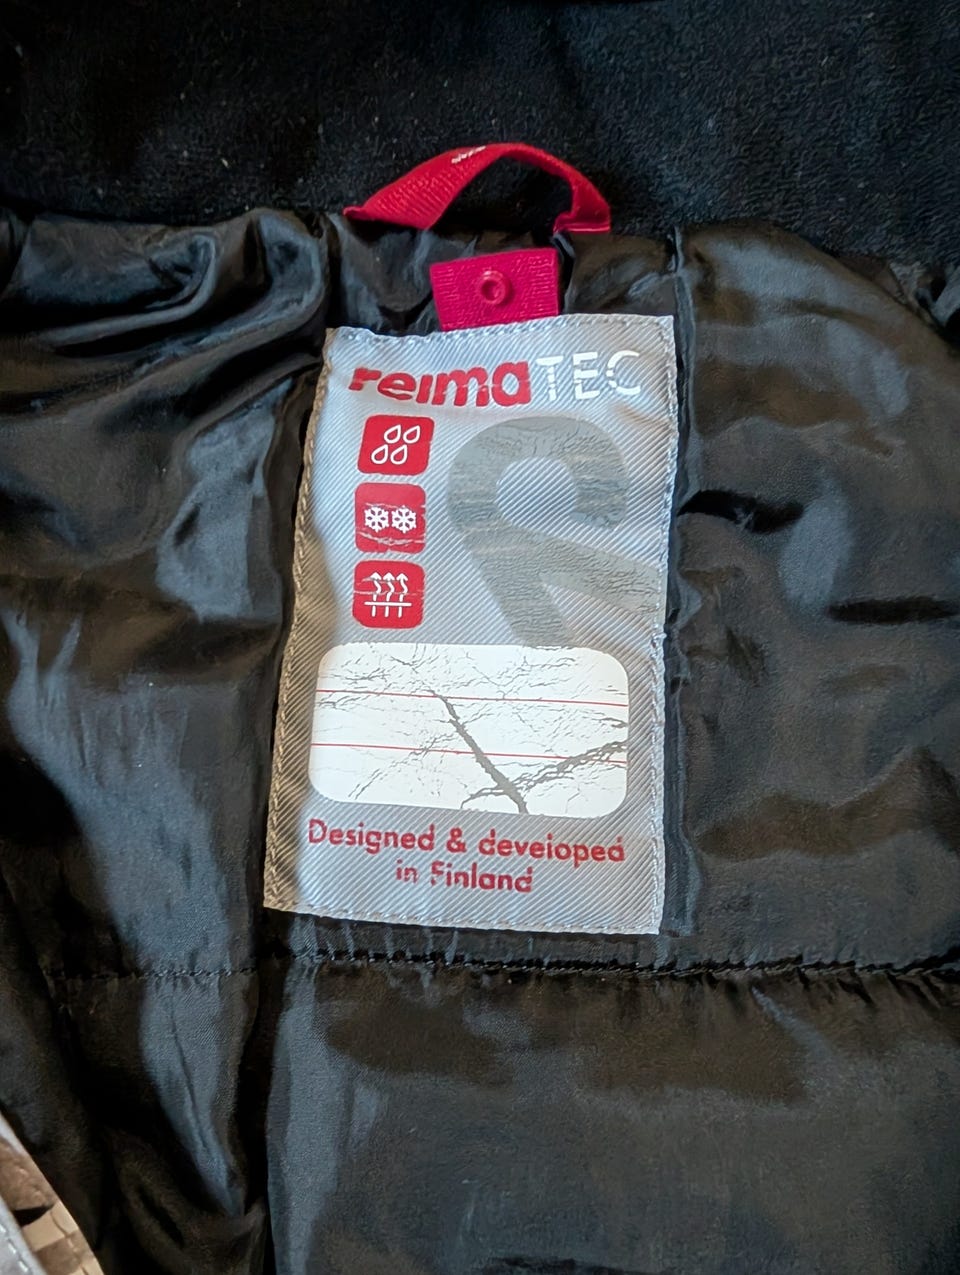 reimaTEC
Designed & developed
in Finland